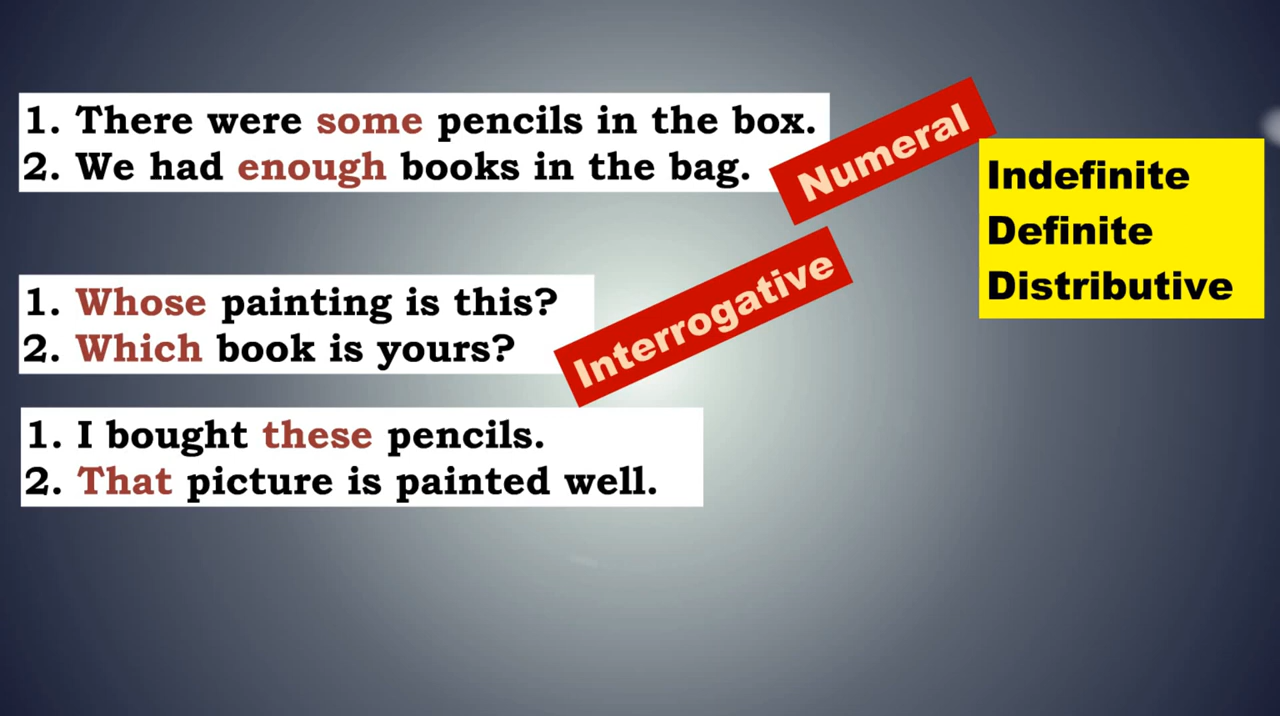 1. There were some pencils in the box.
2. We had enough books in the bag.
Numeral
Indefinite
Definite
Distributive
1. Whose painting is this?
2. Which book is yours?
Interrogative
1. I bought these pencils.
2. That picture is painted well.